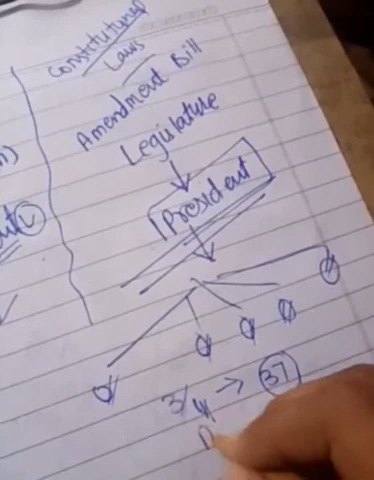 Constitutional
Laws
Amendment Bill
Legislature
President
3/4 → 37